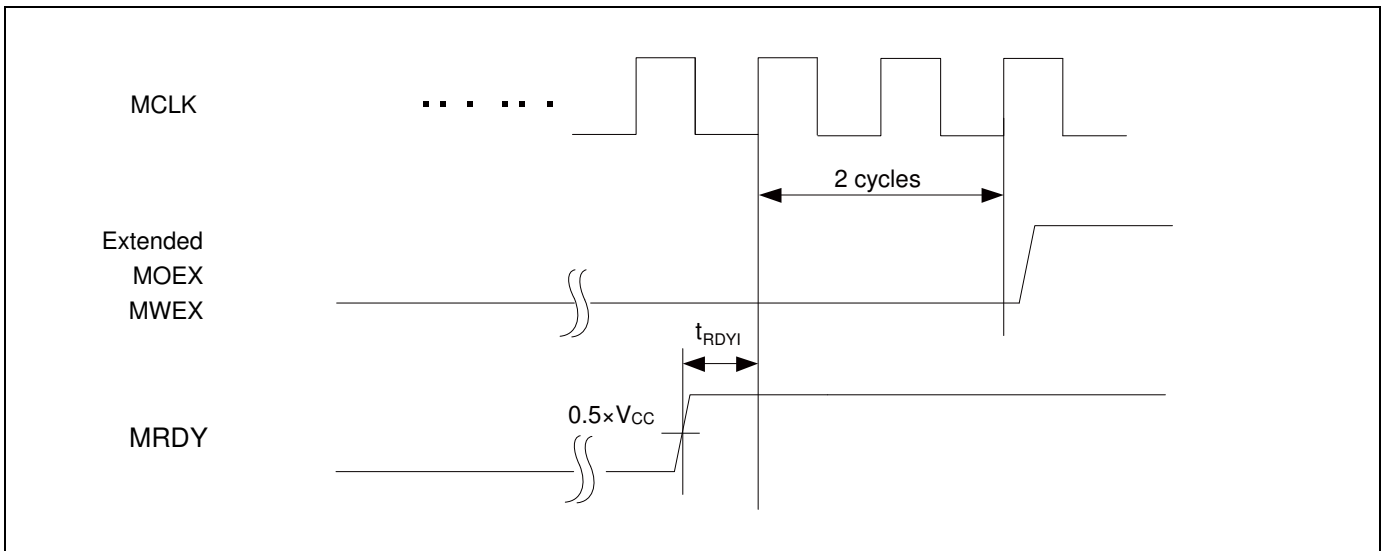 MCLK
2 cycles
Extended
MOEX
MWEX
tRDYI
0.5×VCC
MRDY